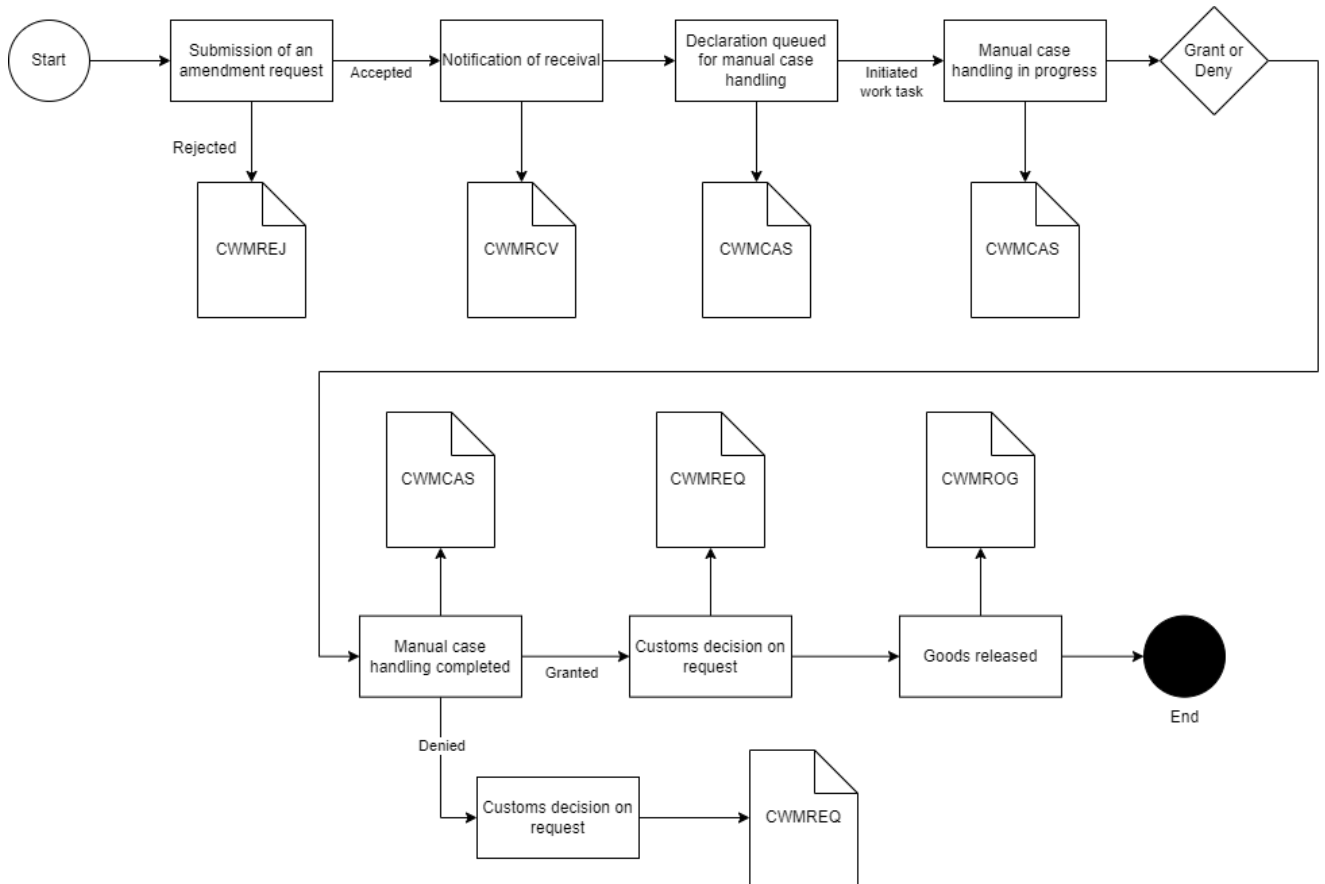 Start
Submission of an
amendment request
Accepted
Notification of receival
Declaration queued
for manual case
handling
Initiated
work task
Manual case
handling in progress
Grant or
Deny
Rejected
CWMREJ
CWMRCV
CWMCAS
CWMCAS
CWMCAS
CWMREQ
CWMROG
Manual case
handling completed
Granted
Customs decision on
request
Goods released
End
Denied
Customs decision on
request
CWMREQ